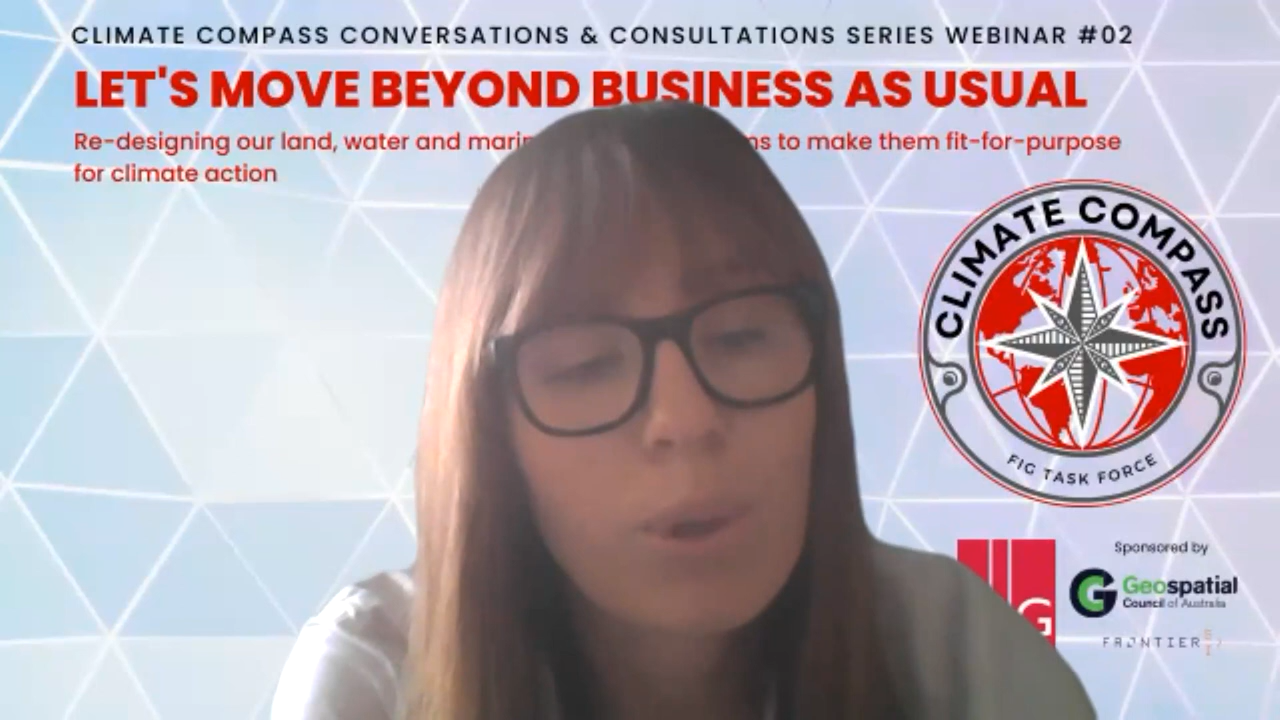 CLIMATE COMPASS CONVERSATIONS & CONSULTATIONS SERIES WEBINAR #02
LET'S MOVE BEYOND BUSINESS AS USUAL
Re-designing our land, water and to make them fit-for-purpose
for climate action
CLIMATE COMPASS
FIG TASK FORCE
Sponsored by
G
Geospatial
Council of Australia
FRONTIER